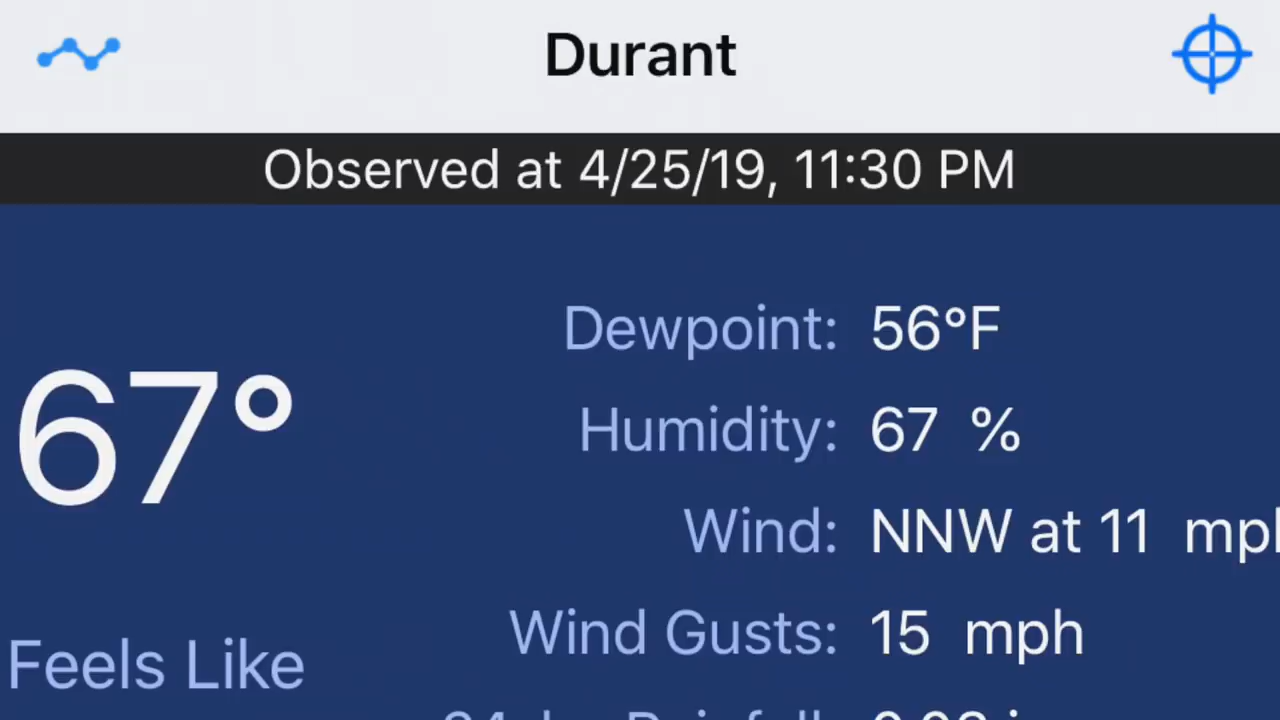 Durant
Observed at 4/25/19, 11:30 PM
67°
Feels Like
Dewpoint: 56°F
Humidity: 67 %
Wind: NNW at 11 mph
Wind Gusts: 15 mph